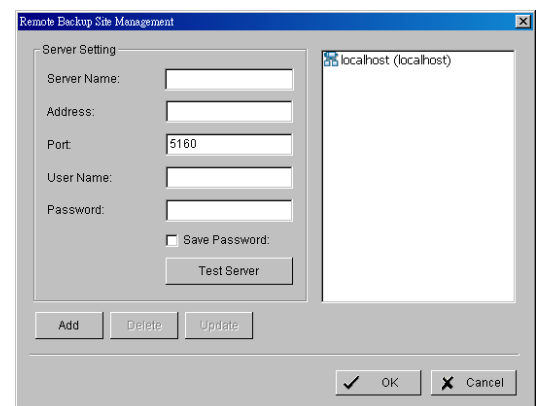 Remote Backup Site Management
Server Setting
Server Name:
Address:
Port: 5160
User Name:
Password:
Save Password:
Test Server
localhost (localhost)
Add Delete Update
OK Cancel